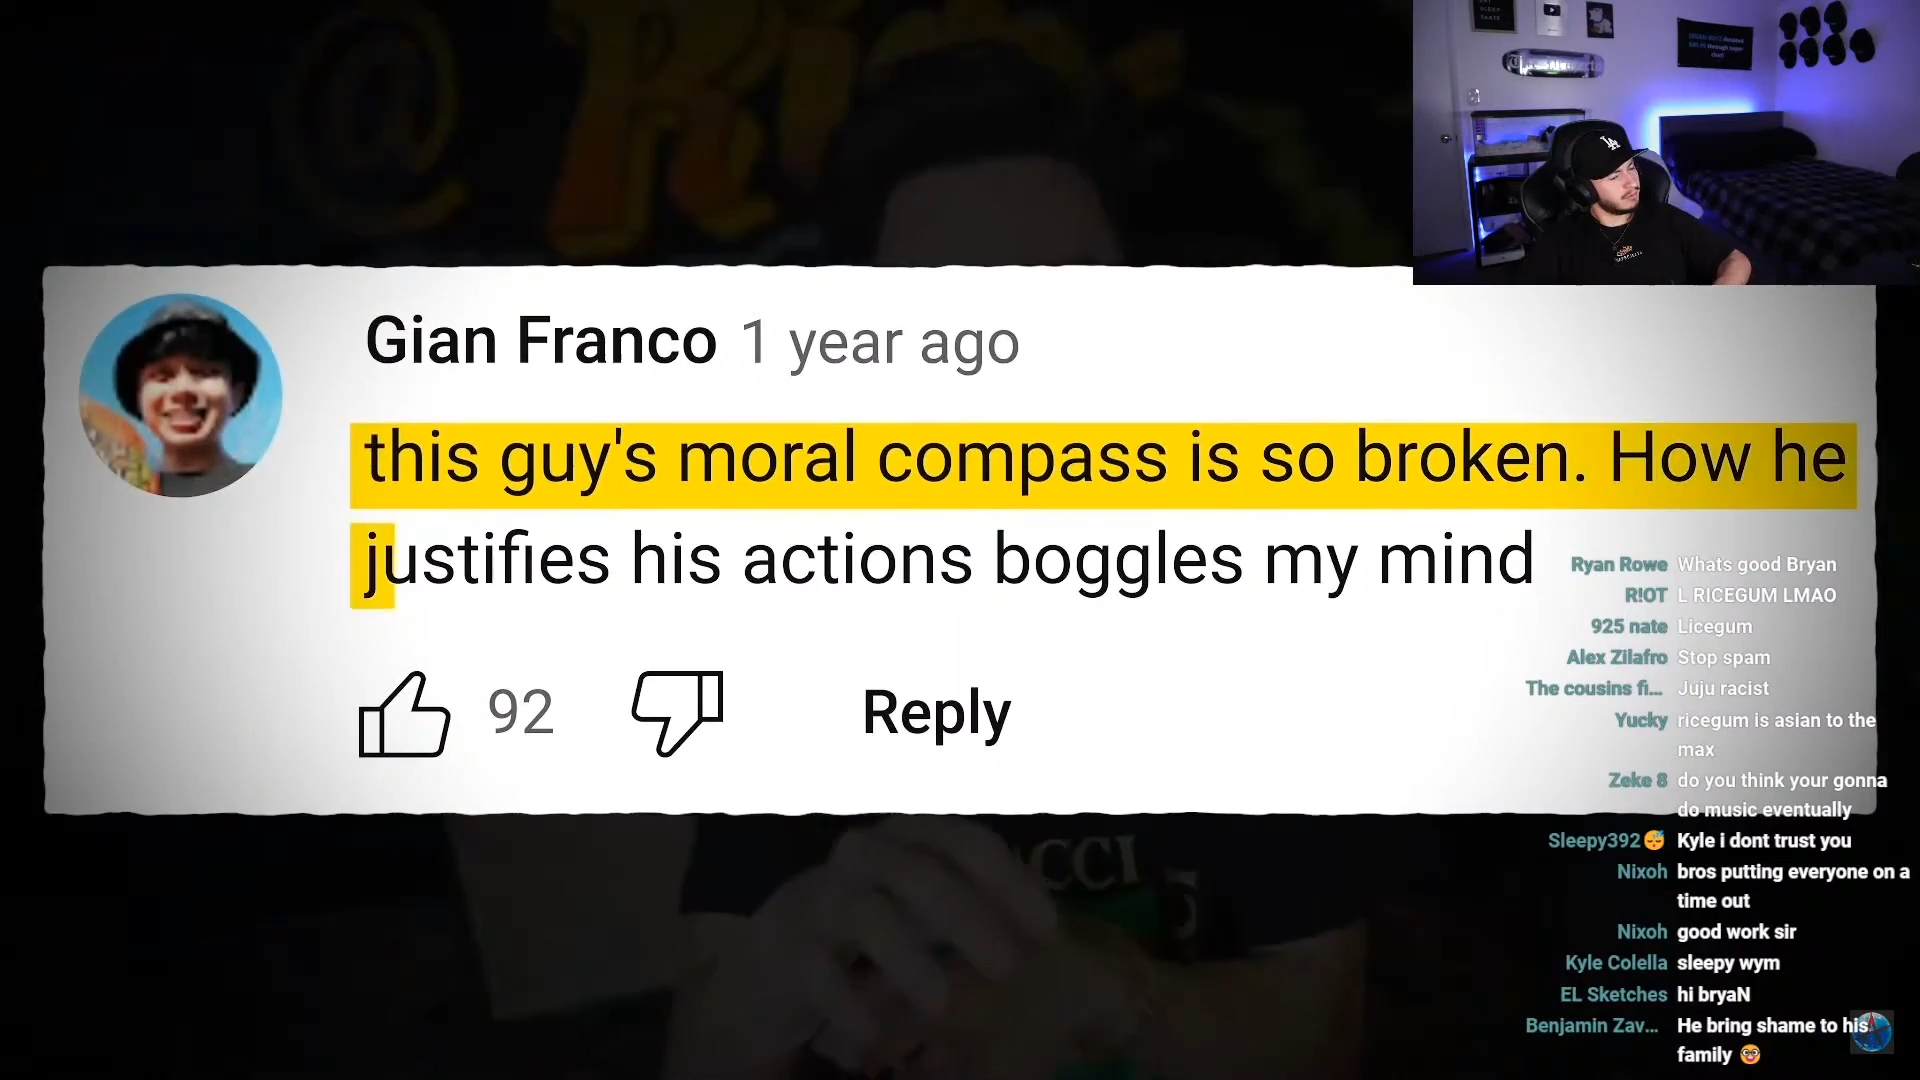 @ Ri
Gian Franco 1 year ago
this guy's moral compass is so broken. How he
justifies his actions boggles my mind
92 Reply
CCI
LA
Ryan Rowe Whats good Bryan
R!OT L RICEGUM LMAO
925 nate Licegum
Alex Zilafro Stop spam
The cousins fi... Juju racist
Yucky ricegum is asian to the
max
Zeke 8 do you think your gonna
do music eventually
Sleepy392😴 Kyle i dont trust you
Nixoh bros putting everyone on a
time out
Nixoh good work sir
Kyle Colella sleepy wym
EL Sketches hi bryaN
Benjamin Zav... He bring shame to his
family 🤓